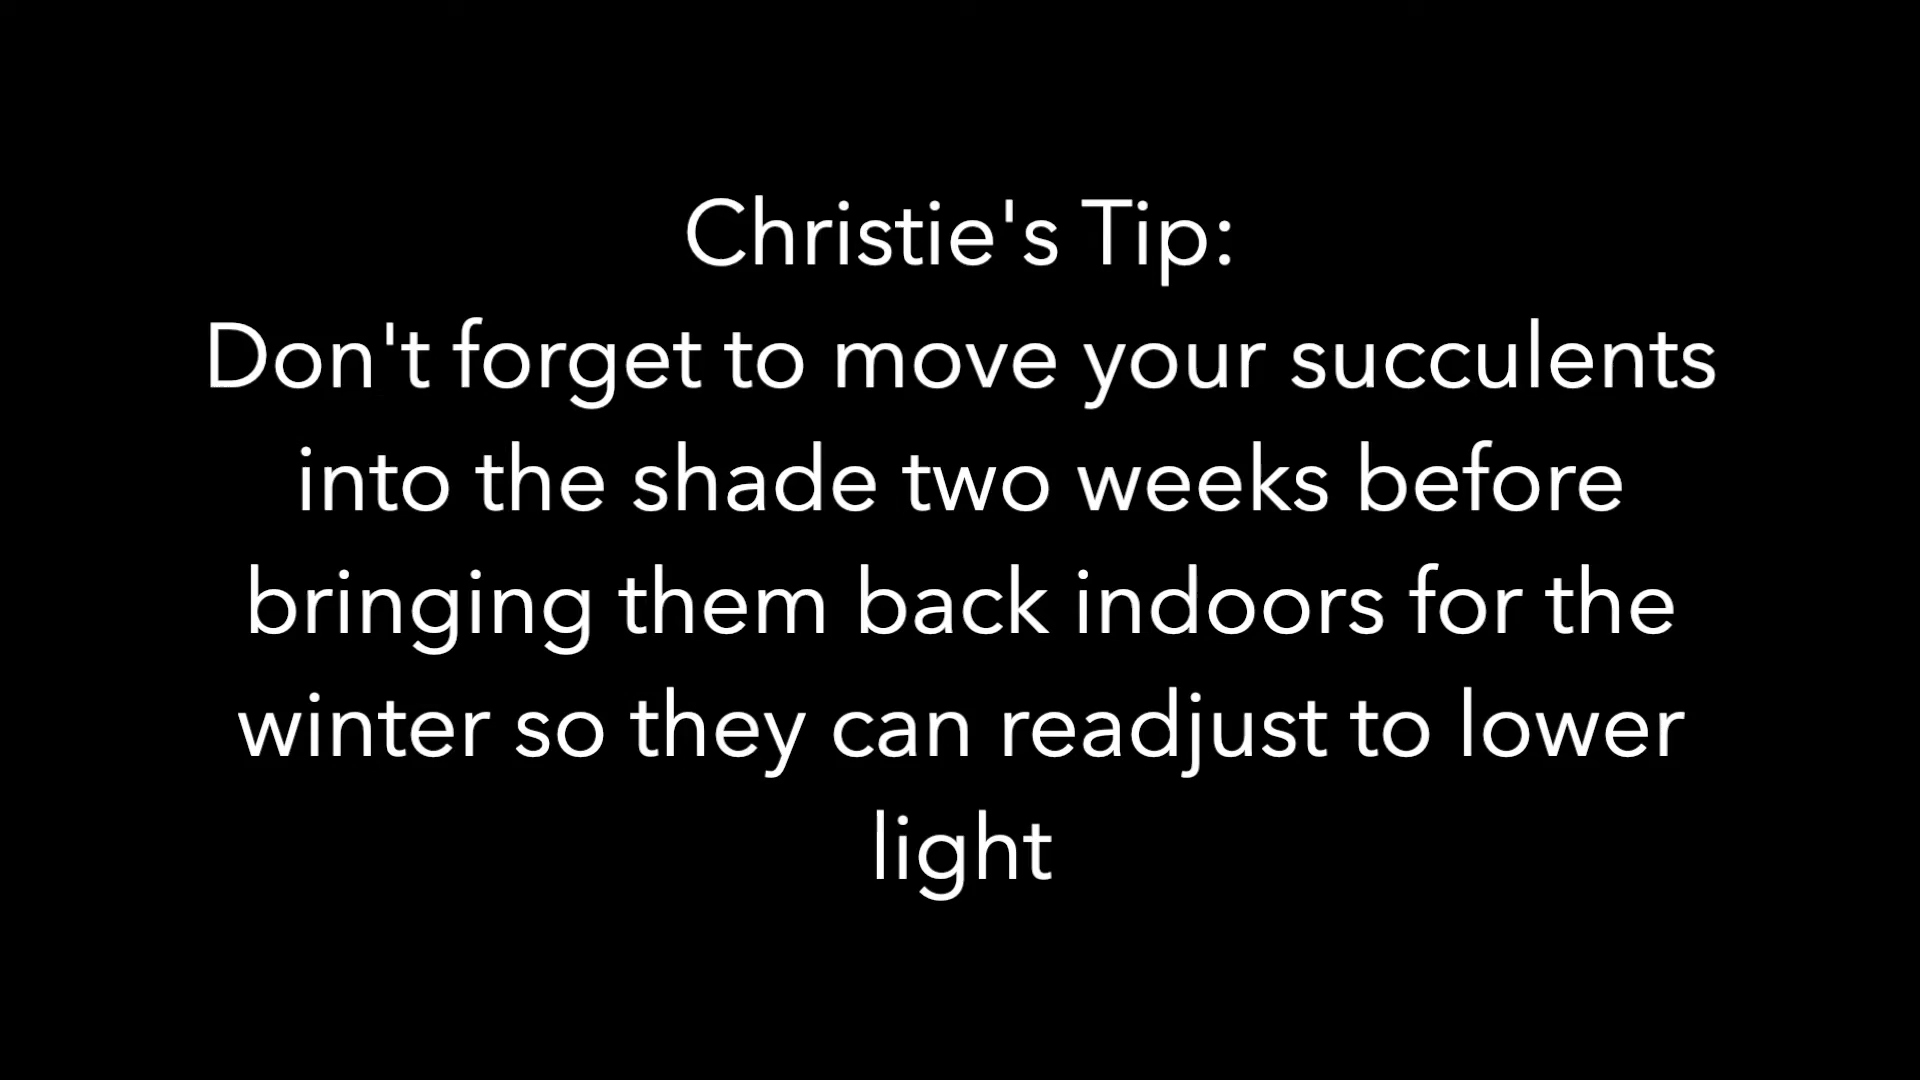 Christie's Tip:
Don't forget to move your succulents
into the shade two weeks before
bringing them back indoors for the
winter so they can readjust to lower
light